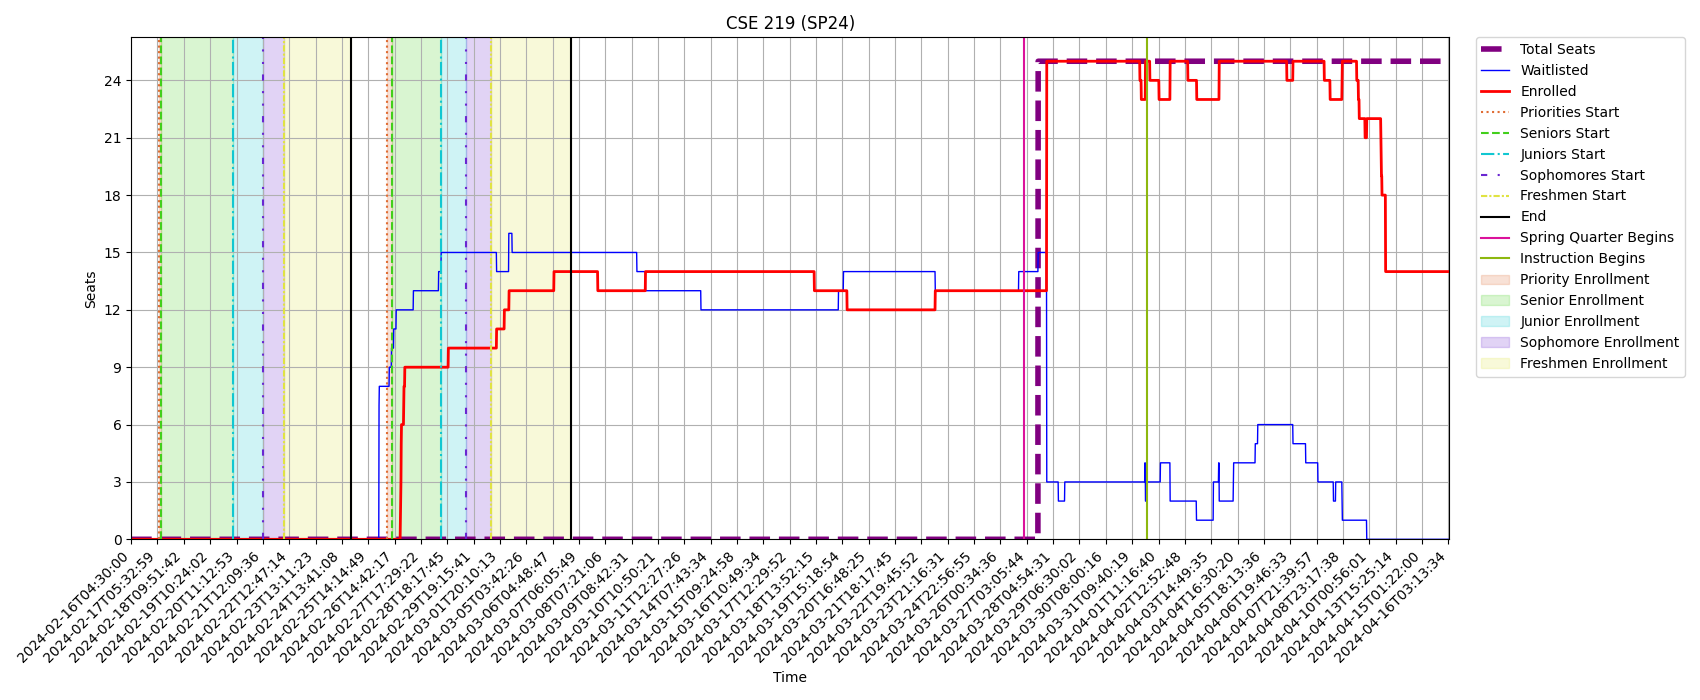 CSE 219 (SP24)
Seats
24
21
18
15
12
9
6
3
0
2024-02-16T04:30:00
2024-02-17T05:32:59
2024-02-18T09:51:42
2024-02-19T10:24:02
2024-02-20T11:12:53
2024-02-21T12:09:36
2024-02-22T12:47:14
2024-02-23T13:11:23
2024-02-24T13:41:08
2024-02-25T14:14:49
2024-02-26T14:42:17
2024-02-27T17:29:22
2024-02-28T18:17:45
2024-02-29T19:15:41
2024-03-01T20:10:13
2024-03-05T03:42:26
2024-03-06T04:48:47
2024-03-07T06:05:49
2024-03-08T07:21:06
2024-03-09T08:42:31
2024-03-10T10:50:21
2024-03-11T12:27:26
2024-03-14T07:43:34
2024-03-15T09:24:58
2024-03-16T10:49:34
2024-03-17T12:29:52
2024-03-18T13:52:15
2024-03-19T15:18:54
2024-03-20T16:48:25
2024-03-21T18:17:45
2024-03-22T19:45:52
2024-03-23T21:16:31
2024-03-24T22:56:55
2024-03-26T00:34:36
2024-03-27T03:05:44
2024-03-28T04:54:31
2024-03-29T06:30:02
2024-03-30T08:00:16
2024-03-31T09:40:19
2024-04-01T11:16:40
2024-04-02T12:52:48
2024-04-03T14:49:35
2024-04-04T16:30:20
2024-04-05T18:13:36
2024-04-06T19:46:33
2024-04-07T21:39:57
2024-04-08T23:17:38
2024-04-10T00:56:01
2024-04-13T15:25:14
2024-04-15T01:22:00
2024-04-16T03:13:34
Time
Total Seats
Waitlisted
Enrolled
Priorities Start
Seniors Start
Juniors Start
Sophomores Start
Freshmen Start
End
Spring Quarter Begins
Instruction Begins
Priority Enrollment
Senior Enrollment
Junior Enrollment
Sophomore Enrollment
Freshmen Enrollment